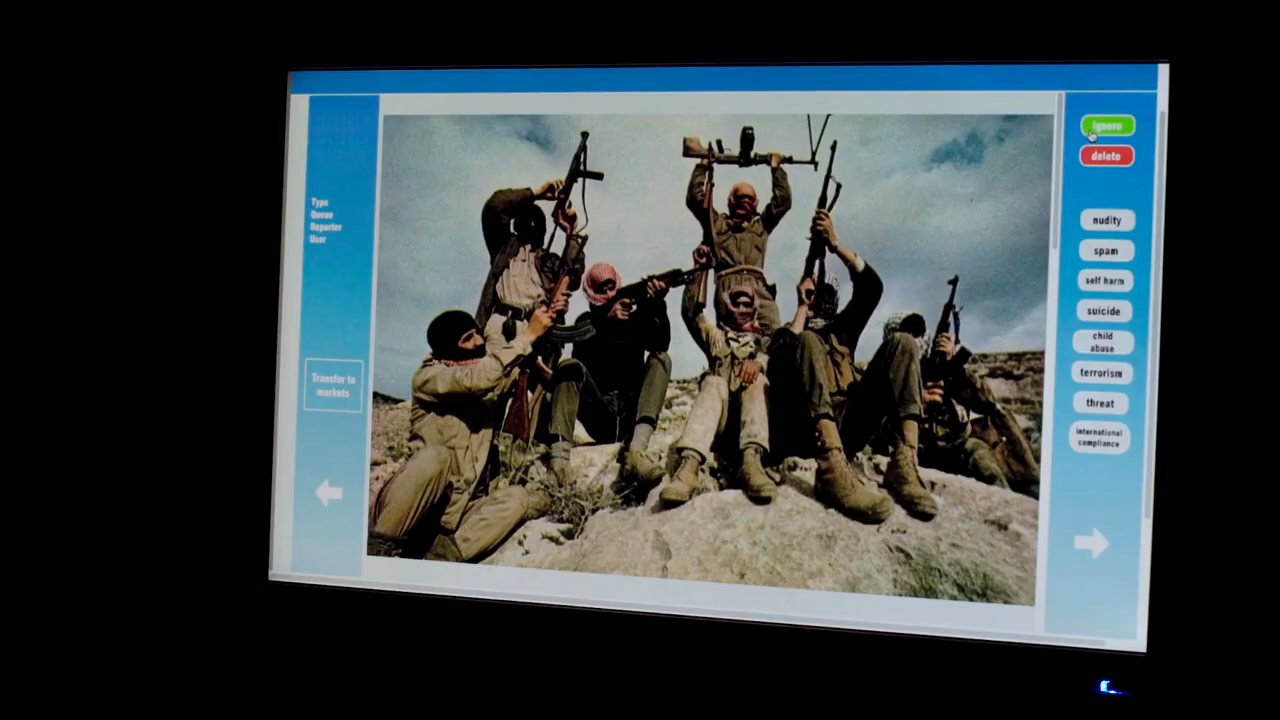 Type
Queue
Reporter
User
Transfer to
markets
ignore
delete
nudity
spam
self harm
suicide
child
abuse
terrorism
threat
international
compliance